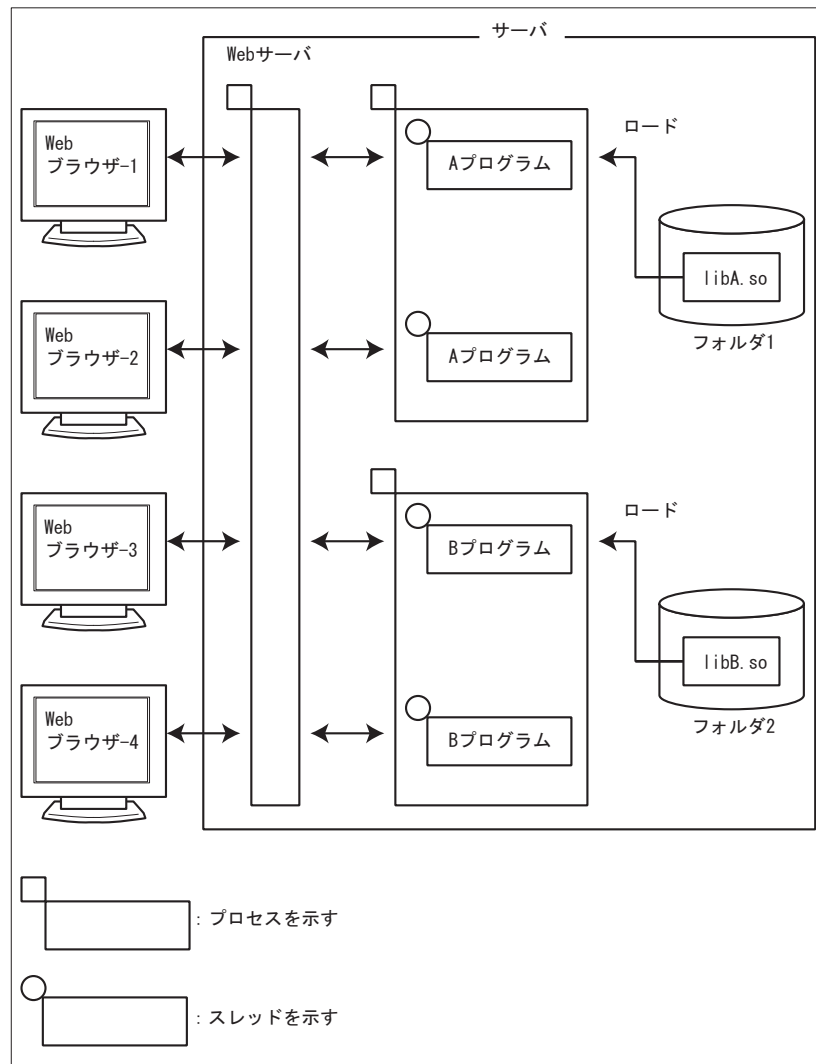 サーバ
Webサーバ
Web
ブラウザ-1
Aプログラム
ロード
libA.so
フォルダ1
Web
ブラウザ-2
Aプログラム
Web
ブラウザ-3
Bプログラム
ロード
libB.so
フォルダ2
Web
ブラウザ-4
Bプログラム
: プロセスを示す
: スレッドを示す